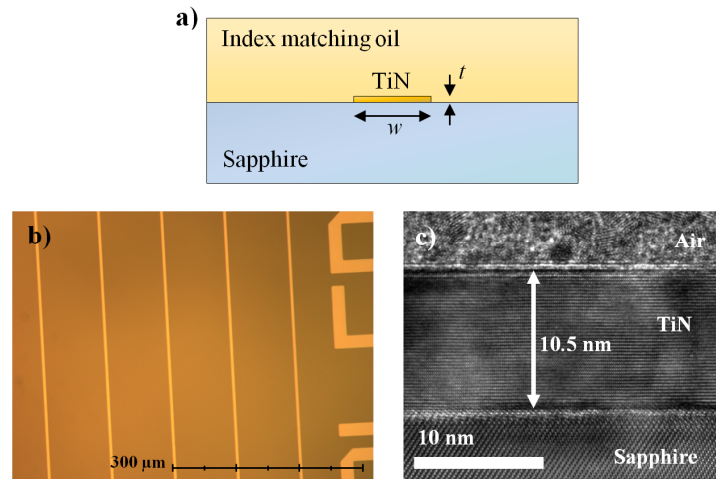 a)
Index matching oil
TiN
t
w
Sapphire
b)
300 µm
c)
Air
TiN
10.5 nm
10 nm
Sapphire